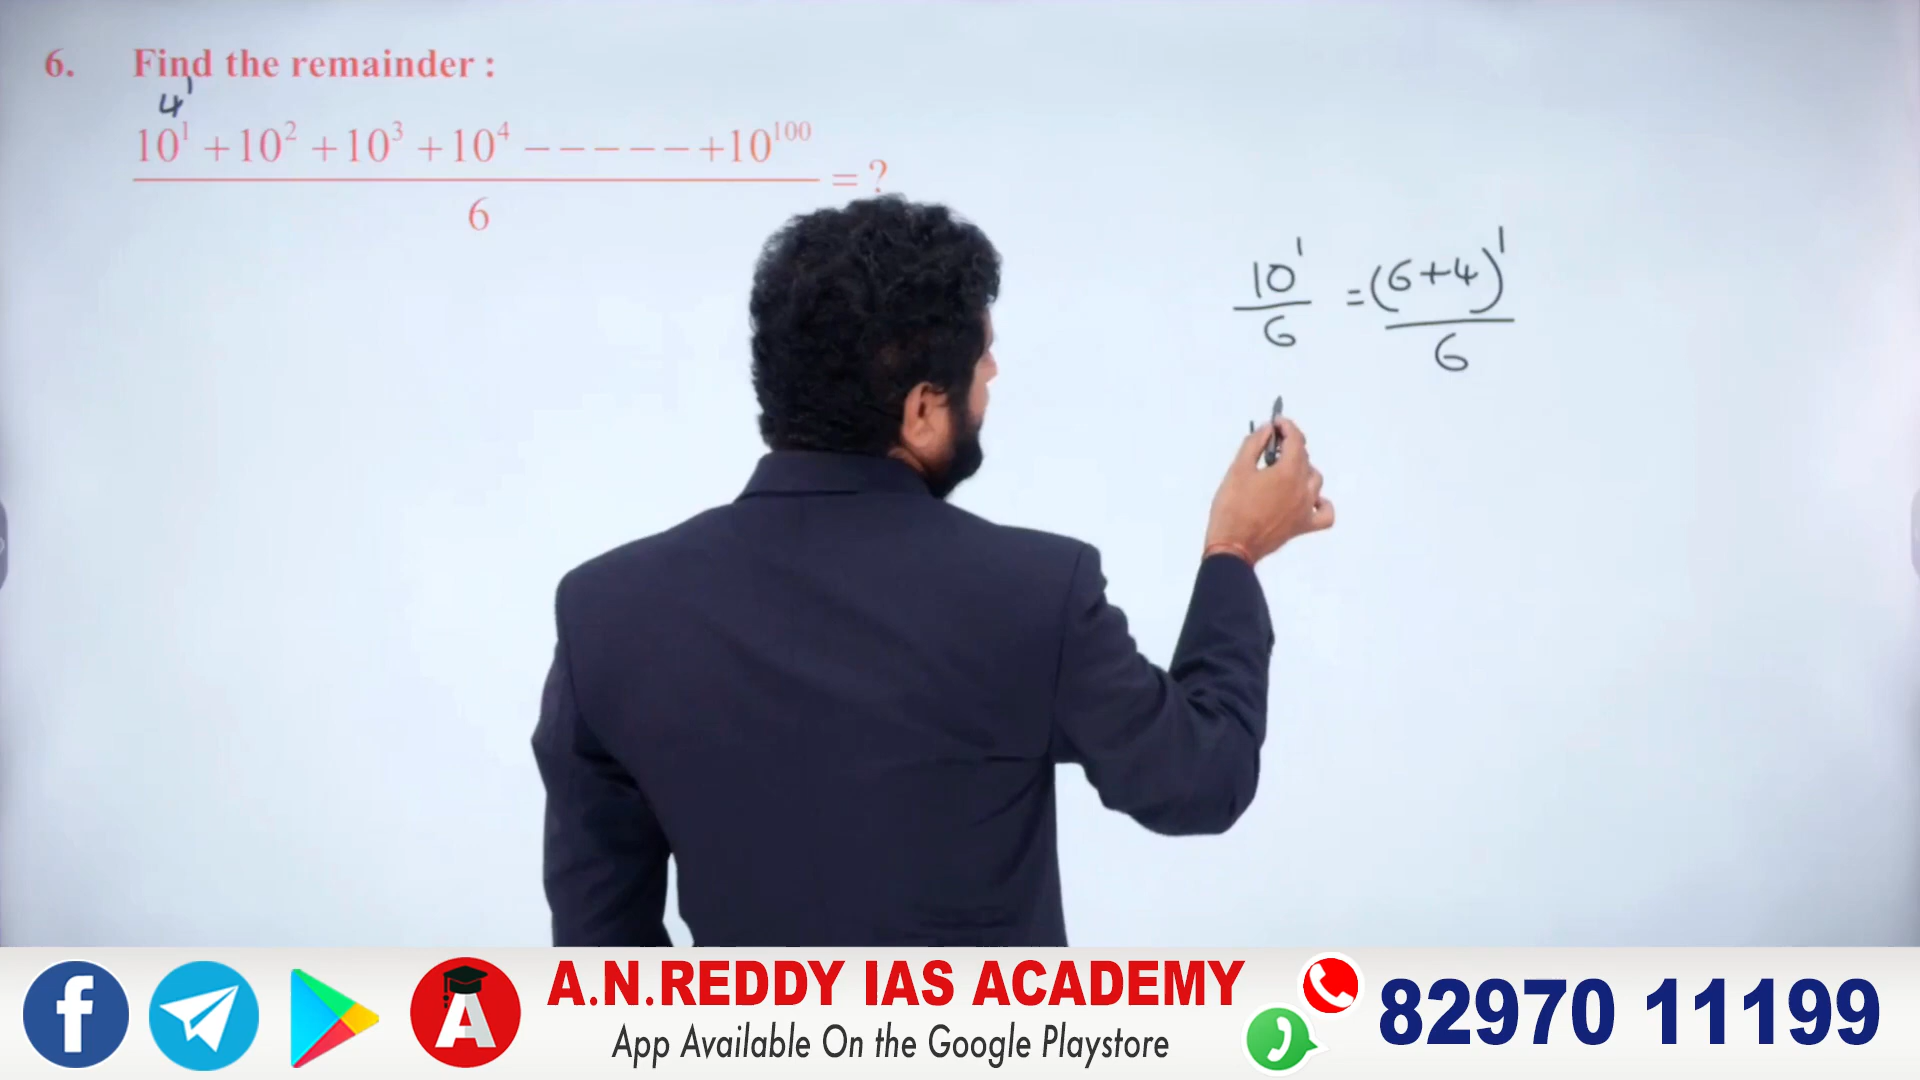 6. Find the remainder :
4¹
10¹ +10² +10³ +10⁴ ------ +10¹⁰⁰
= ?
6
10¹ = (6+4)¹
6 6
f
A
A.N.REDDY IAS ACADEMY
App Available On the Google Playstore
82970 11199